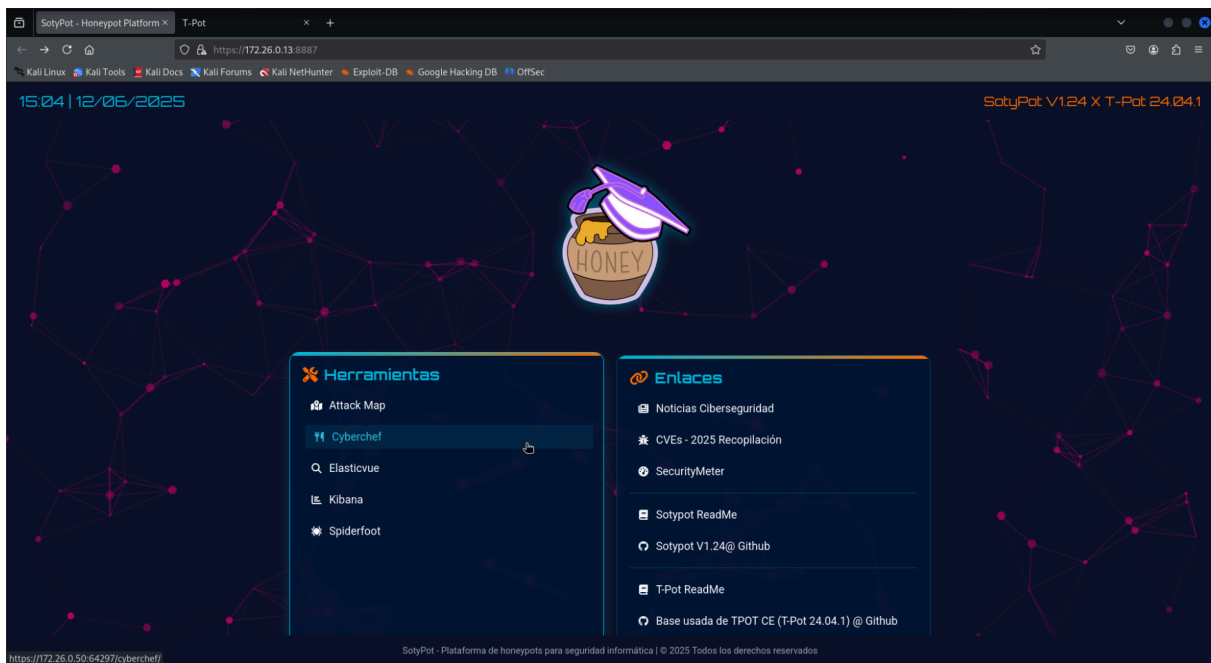 SotyPot - Honeypot Platform ×
T-Pot × +
https://172.26.0.13:8887
Kali Linux Kali Tools Kali Docs Kali Forums Kali NetHunter Exploit-DB Google Hacking DB OffSec
15:04 | 12/06/2025
SotyPot V1.24 X T-Pot 24.04.1
HONEY
Herramientas
Attack Map
Cyberchef
Elasticvue
Kibana
Spiderfoot
Enlaces
Noticias Ciberseguridad
CVEs - 2025 Recopilación
SecurityMeter
Sotypot ReadMe
Sotypot V1.24@ Github
T-Pot ReadMe
Base usada de TPOT CE (T-Pot 24.04.1) @ Github
SotyPot - Plataforma de honeypots para seguridad informática | © 2025 Todos los derechos reservados
https://172.26.0.50:64297/cyberchef/